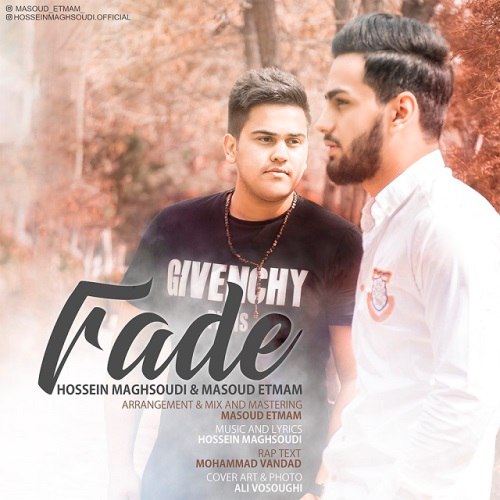 MASOUD_ETMAM
@HOSSEINMAGHSOUDI.OFFICIAL
GIVENCHY
Fade
HOSSEIN MAGHSOUDI & MASOUD ETMAM
ARRANGEMENT & MIX AND MASTERING
MASOUD ETMAM
MUSIC AND LYRICS
HOSSEIN MAGHSOUDI
RAP TEXT
MOHAMMAD VANDAD
COVER ART & PHOTO
ALI VOSOUGHI